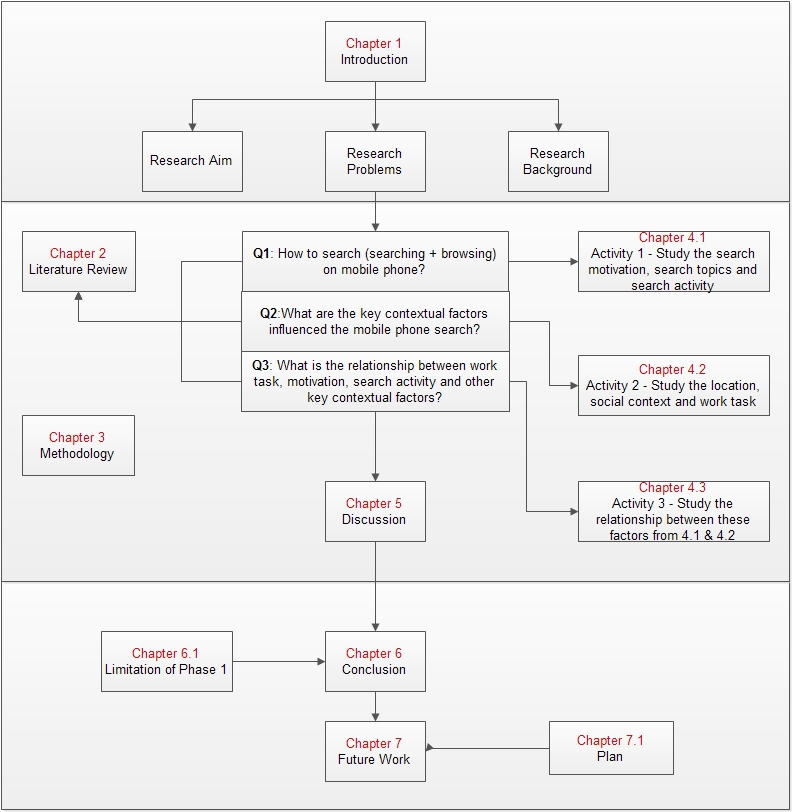 Chapter 1
Introduction
Research Aim
Research
Problems
Research
Background
Chapter 2
Literature Review
Q1: How to search (searching + browsing)
on mobile phone?
Chapter 4.1
Activity 1 - Study the search
motivation, search topics and
search activity
Q2:What are the key contextual factors
influenced the mobile phone search?
Q3: What is the relationship between work
task, motivation, search activity and other
key contextual factors?
Chapter 4.2
Activity 2 - Study the location,
social context and work task
Chapter 3
Methodology
Chapter 5
Discussion
Chapter 4.3
Activity 3 - Study the
relationship between these
factors from 4.1 & 4.2
Chapter 6.1
Limitation of Phase 1
Chapter 6
Conclusion
Chapter 7
Future Work
Chapter 7.1
Plan